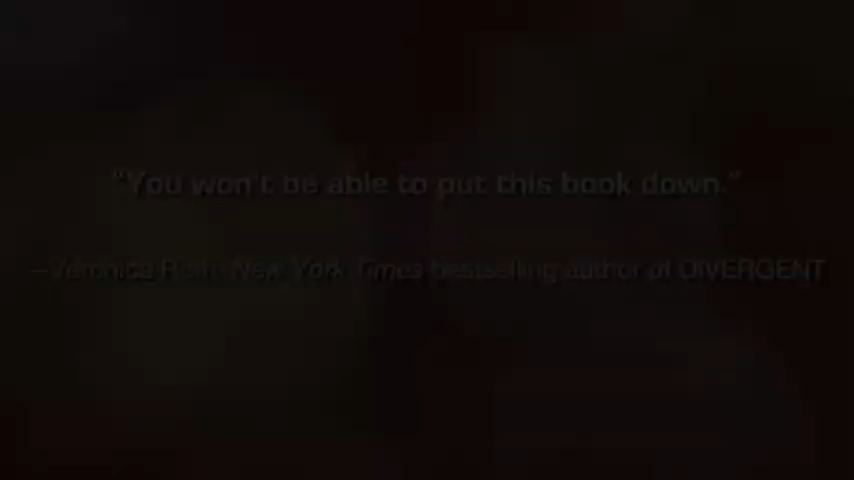 "You won't be able to put this book down."
—Veronica Roth, New York Times bestselling author of DIVERGENT